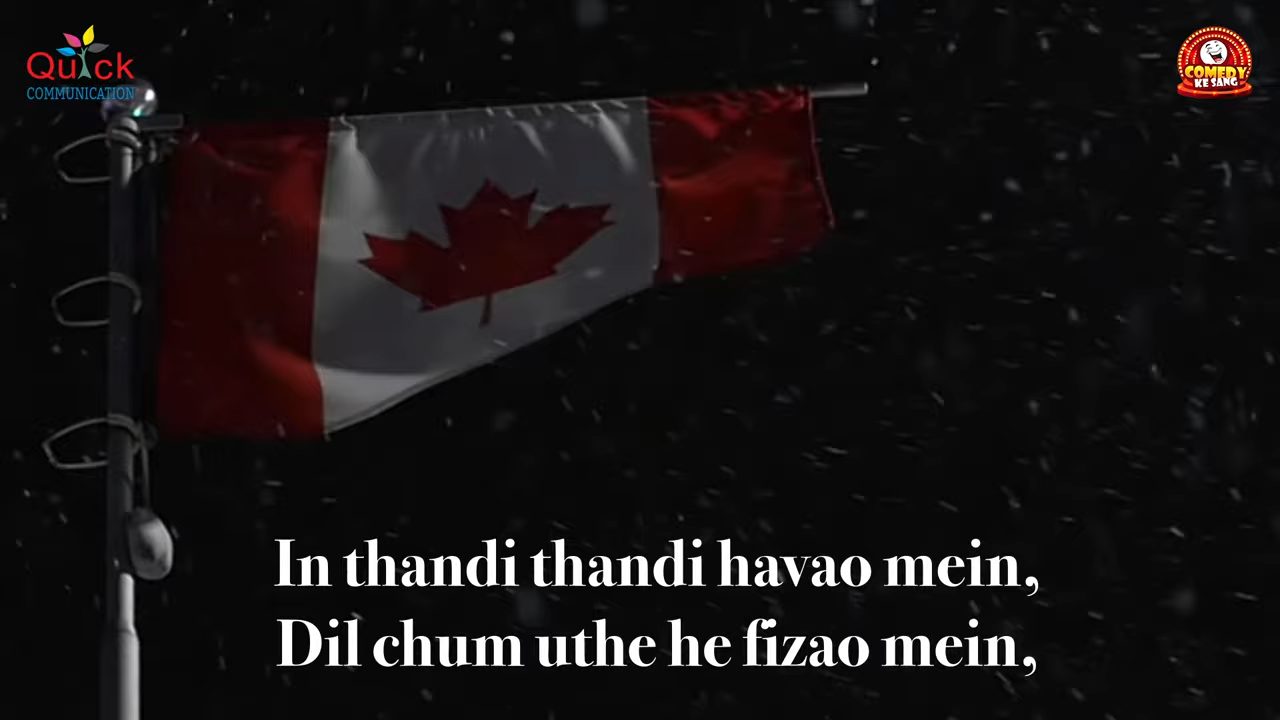 Quick
COMMUNICATION
COMEDY
KE SANG
In thandi thandi havao mein,
Dil chum uthe he fizao mein,